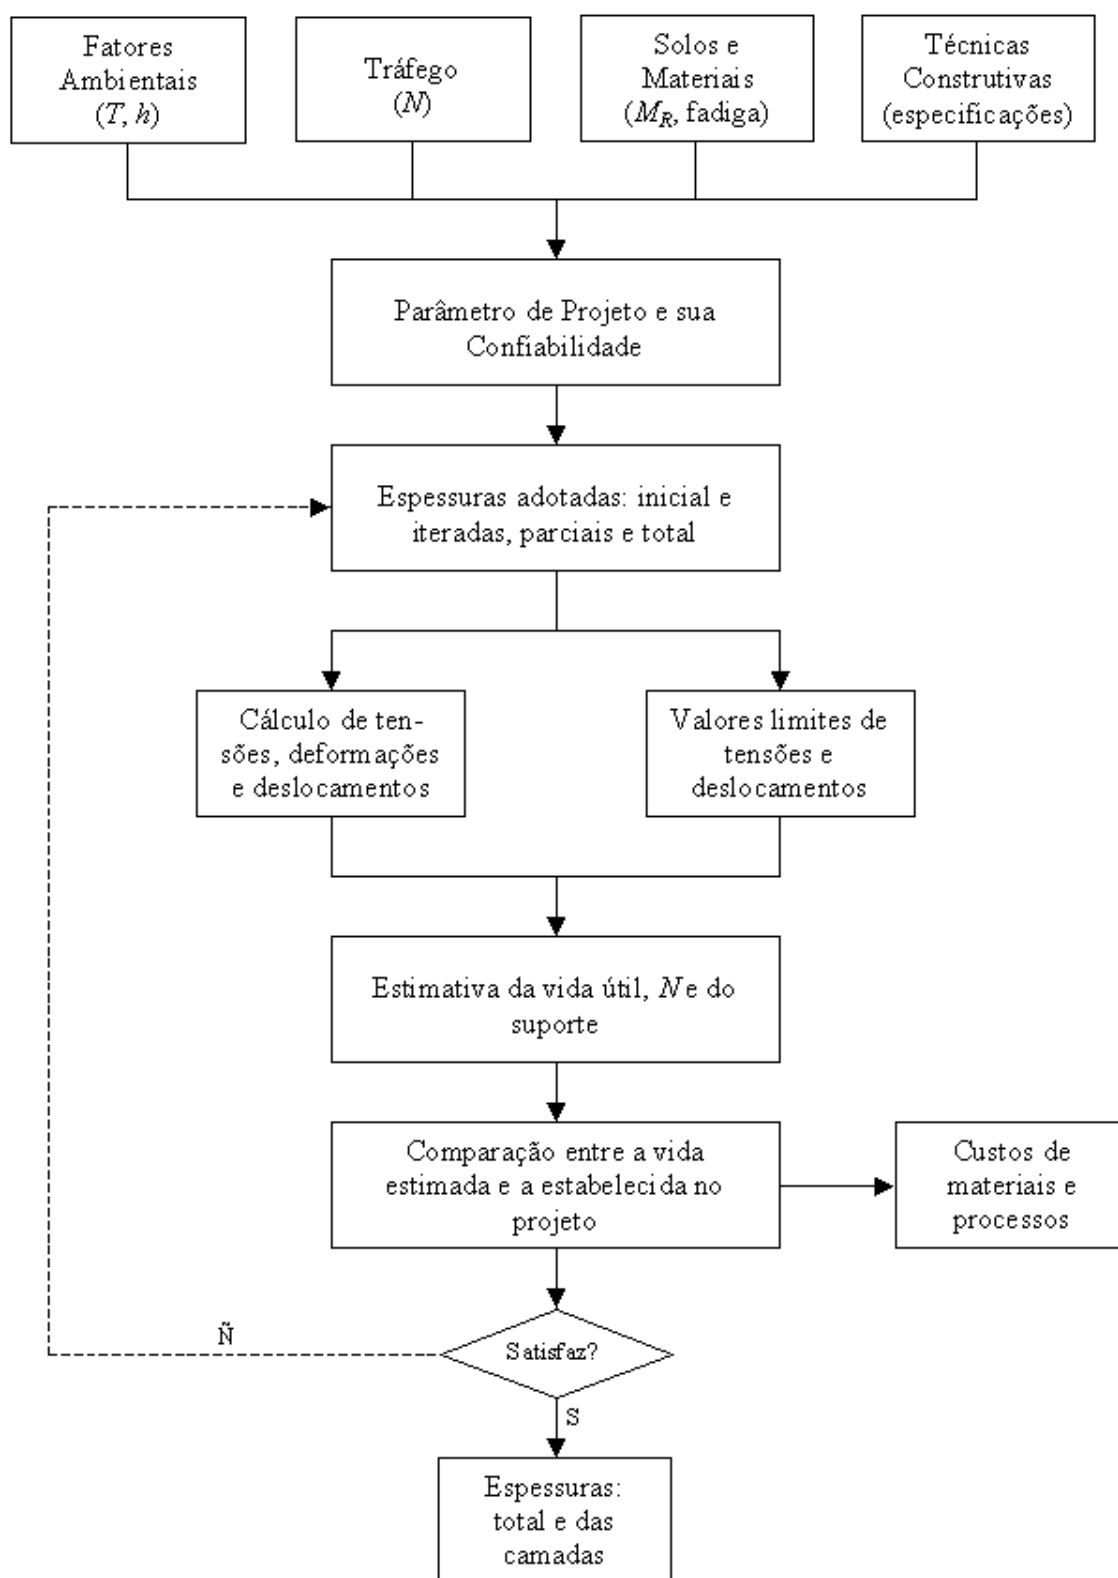 Fatores
Ambientais
(T, h)
Tráfego
(N)
Solos e
Materiais
(M_R, fadiga)
Técnicas
Construtivas
(especificações)
Parâmetro de Projeto e sua
Confiabilidade
Espessuras adotadas: inicial e
iteradas, parciais e total
Cálculo de ten-
sões, deformações
e deslocamentos
Valores limites de
tensões e
deslocamentos
Estimativa da vida útil, N e do
suporte
Comparação entre a vida
estimada e a estabelecida no
projeto
Custos de
materiais e
processos
Satisfaz?
Ñ
S
Espessuras:
total e das
camadas